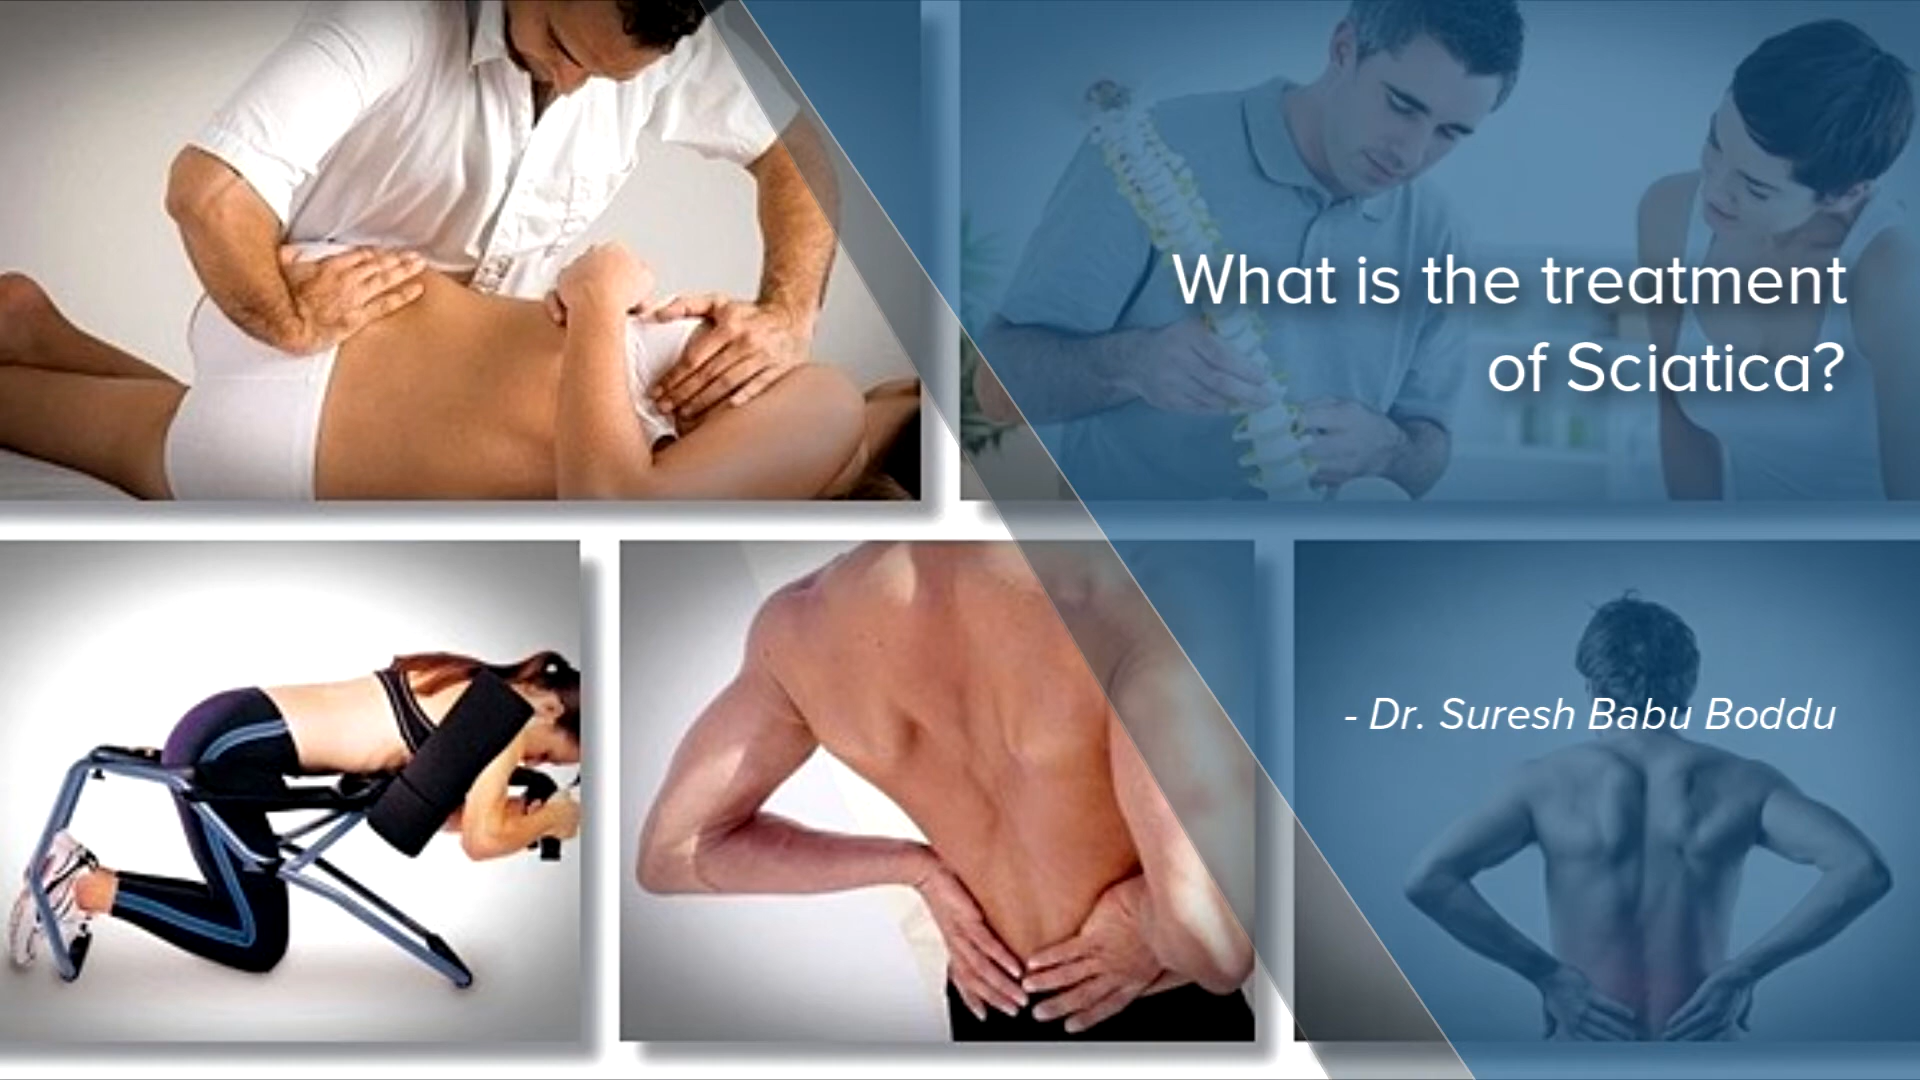 What is the treatment
of Sciatica?
- Dr. Suresh Babu Boddu